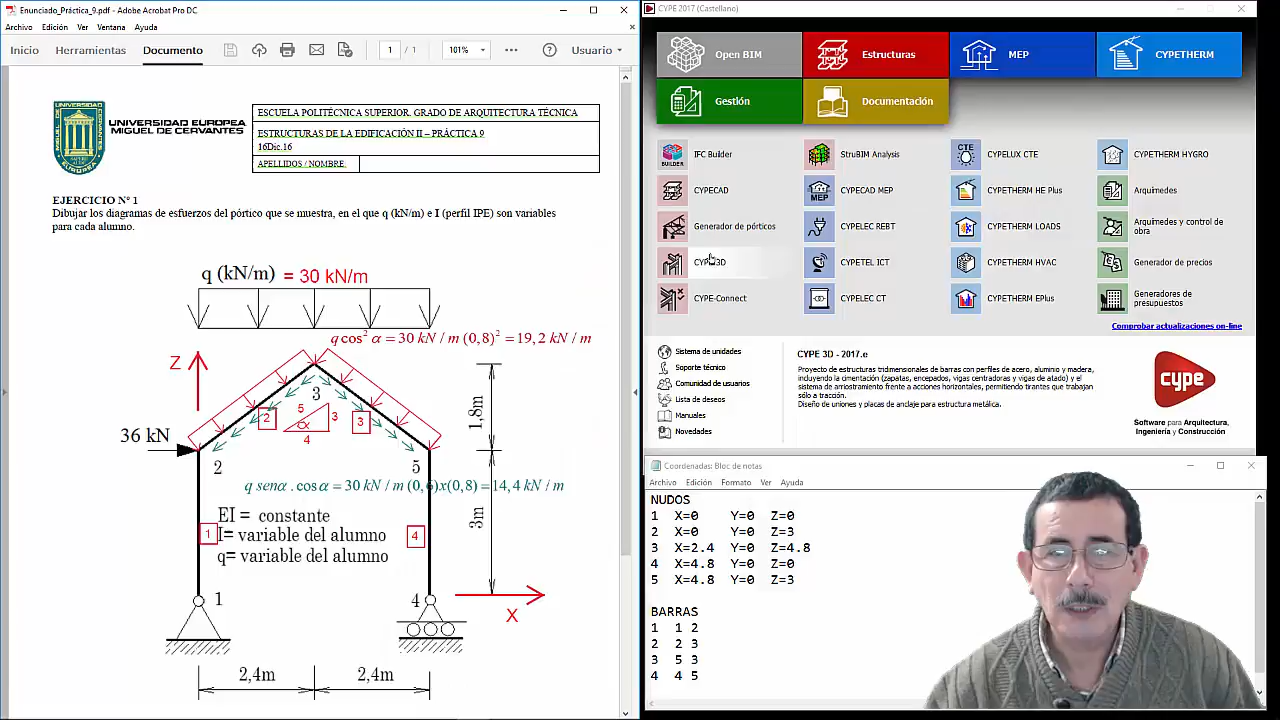 Enunciado_Práctica_9.pdf - Adobe Acrobat Pro DC
Archivo Edición Ver Ventana Ayuda
Inicio Herramientas Documento 1 / 1 101% Usuario
UNIVERSIDAD EUROPEA
MIGUEL DE CERVANTES
ESCUELA POLITÉCNICA SUPERIOR. GRADO DE ARQUITECTURA TÉCNICA
ESTRUCTURAS DE LA EDIFICACIÓN II – PRÁCTICA 9
16Dic.16
APELLIDOS / NOMBRE
EJERCICIO Nº 1
Dibujar los diagramas de esfuerzos del pórtico que se muestra, en el que q (kN/m) e I (perfil IPE) son variables
para cada alumno.
q (kN/m) = 30 kN/m
q cos² α = 30 kN / m (0,8)² = 19,2 kN / m
Z
3
5
3
α
4
2
3
1,8m
36 kN
2
5
q senα . cosα = 30 kN / m (0,6)x(0,8) = 14,4 kN / m
EI = constante
I= variable del alumno
q= variable del alumno
1
4
3m
1
4
X
2,4m
2,4m
CYPE 2017 (Castellano)
Open BIM
Estructuras
MEP
CYPETHERM
Gestión
Documentación
IFC Builder
StruBIM Analysis
CYPELUX CTE
CYPETHERM HYGRO
CYPECAD
CYPECAD MEP
CYPETHERM HE Plus
Arquimedes
Generador de pórticos
CYPELEC REBT
CYPETHERM LOADS
Arquimedes y control de
obra
CYPE 3D
CYPETEL ICT
CYPETHERM HVAC
Generador de precios
CYPE-Connect
CYPELEC CT
CYPETHERM EPlus
Generadores de
presupuestos
BUILDER
CTE
MEP
Comprobar actualizaciones on-line
Sistema de unidades
Soporte técnico
Comunidad de usuarios
Lista de deseos
Manuales
Novedades
CYPE 3D - 2017.e
Proyecto de estructuras tridimensionales de barras con perfiles de acero, aluminio y madera,
incluyendo la cimentación (zapatas, encepados, vigas centradoras y vigas de atado) y el
sistema de arriostramiento frente a acciones horizontales, permitiendo tirantes que trabajan
sólo a tracción.
Diseño de uniones y placas de anclaje para estructura metálica.
cype
Software para Arquitectura,
Ingeniería y Construcción
Coordenadas: Bloc de notas
Archivo Edición Formato Ver Ayuda
NUDOS
1 X=0 Y=0 Z=0
2 X=0 Y=0 Z=3
3 X=2.4 Y=0 Z=4.8
4 X=4.8 Y=0 Z=0
5 X=4.8 Y=0 Z=3
BARRAS
1 1 2
2 2 3
3 5 3
4 4 5